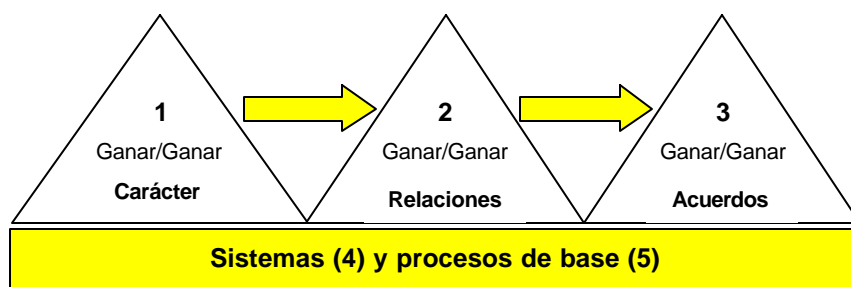 1
Ganar/Ganar
Carácter
2
Ganar/Ganar
Relaciones
3
Ganar/Ganar
Acuerdos
Sistemas (4) y procesos de base (5)